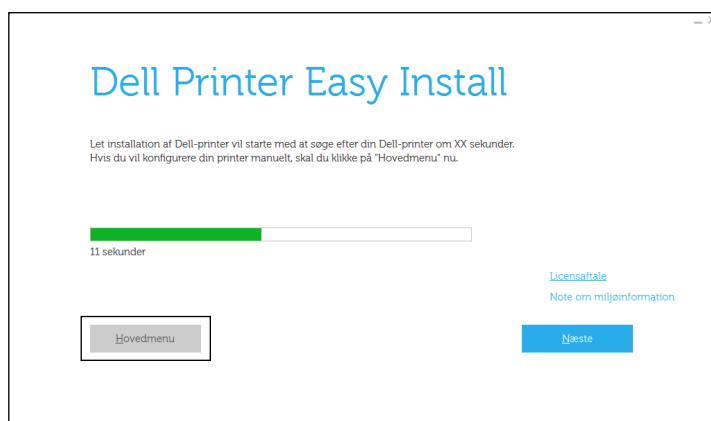 Dell Printer Easy Install
Let installation af Dell-printer vil starte med at søge efter din Dell-printer om XX sekunder.
Hvis du vil konfigurere din printer manuelt, skal du klikke på "Hovedmenu" nu.
11 sekunder
Licensaftale
Note om miljøinformation
Hovedmenu
Næste